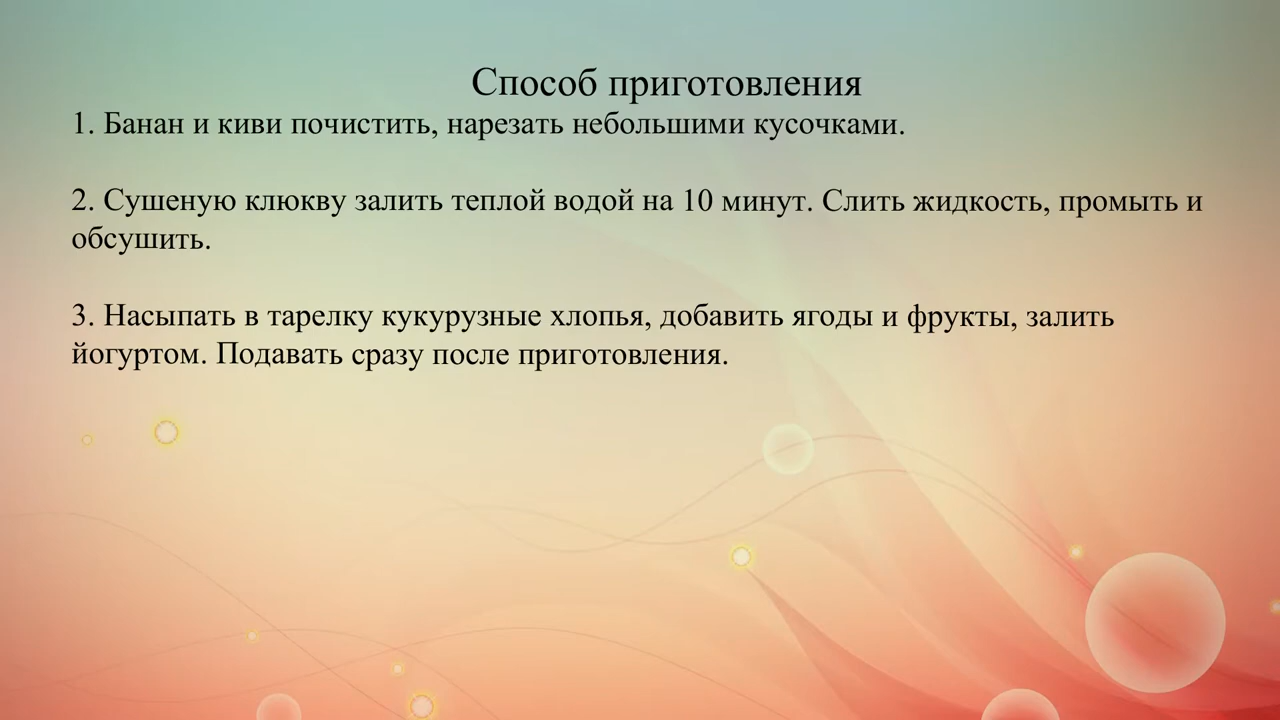 Способ приготовления
1. Банан и киви почистить, нарезать небольшими кусочками.
2. Сушеную клюкву залить теплой водой на 10 минут. Слить жидкость, промыть и
обсушить.
3. Насыпать в тарелку кукурузные хлопья, добавить ягоды и фрукты, залить
йогуртом. Подавать сразу после приготовления.